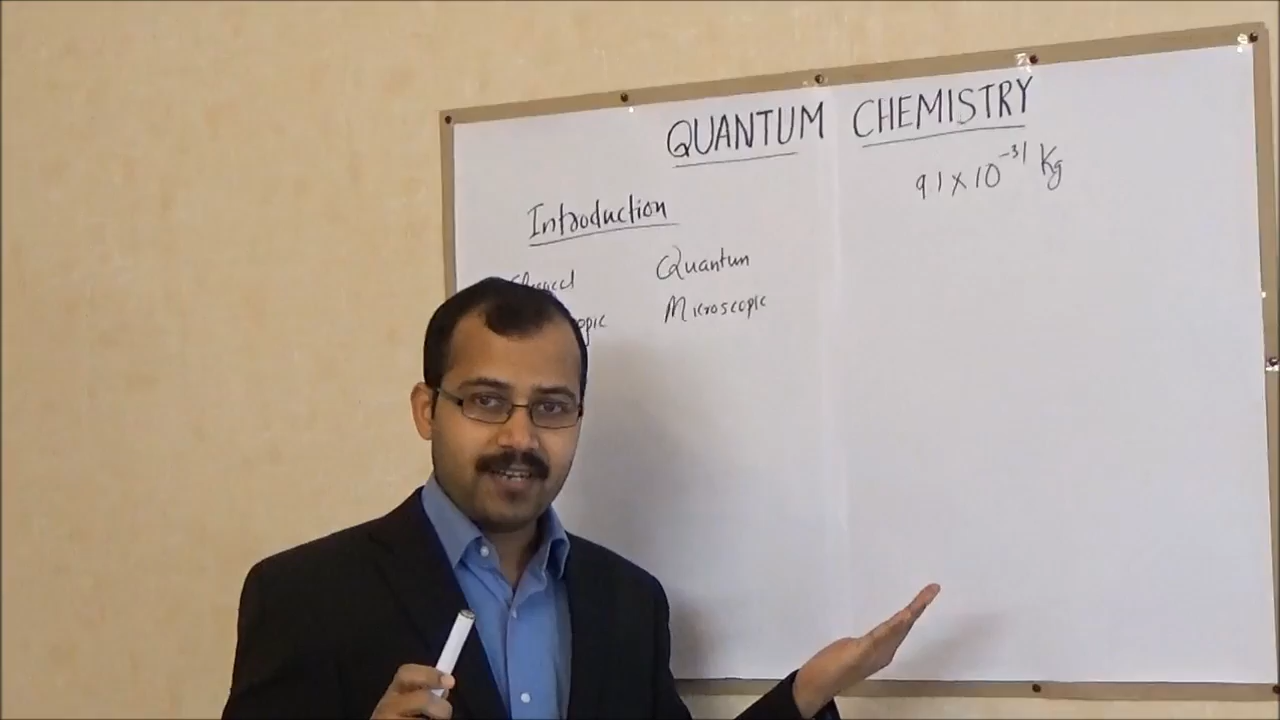 QUANTUM CHEMISTRY
9 1 x 10⁻³¹ Kg
Introduction
Quantum
Microscopic